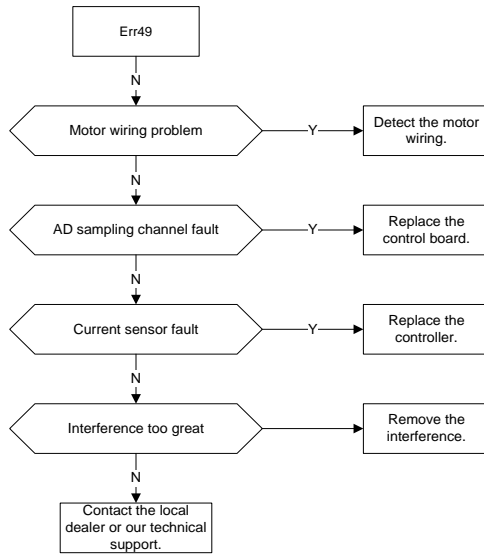 Err49
N
Motor wiring problem
Y
Detect the motor
wiring.
N
AD sampling channel fault
Y
Replace the
control board.
N
Current sensor fault
Y
Replace the
controller.
N
Interference too great
Remove the
interference.
N
Contact the local
dealer or our technical
support.